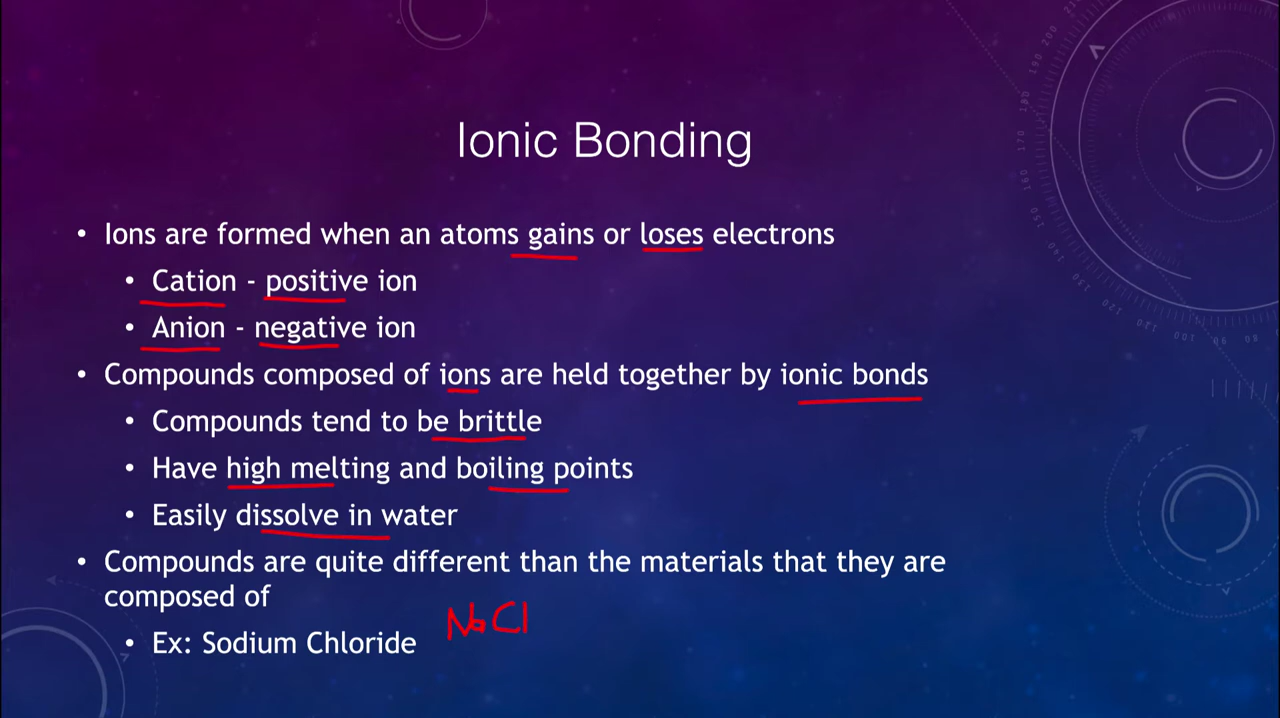 Ionic Bonding
• Ions are formed when an atoms gains or loses electrons
• Cation - positive ion
• Anion - negative ion
• Compounds composed of ions are held together by ionic bonds
• Compounds tend to be brittle
• Have high melting and boiling points
• Easily dissolve in water
• Compounds are quite different than the materials that they are
composed of
NaCl
• Ex: Sodium Chloride